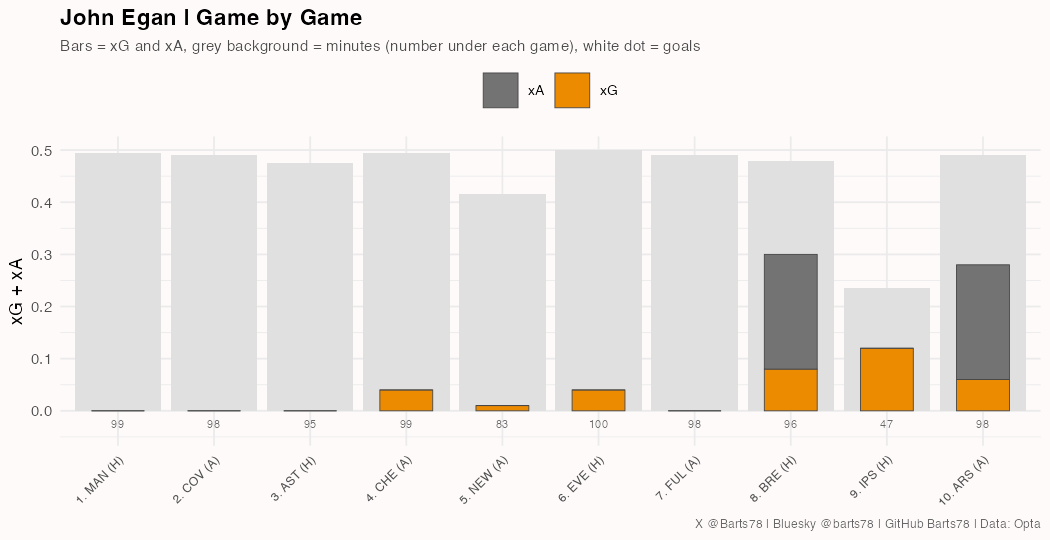 John Egan | Game by Game
Bars = xG and xA, grey background = minutes (number under each game), white dot = goals
xA xG
xG + xA
0.5
0.4
0.3
0.2
0.1
0.0
99 98 95 99 83 100 98 96 47 98
1. MAN (H) 2. COV (A) 3. AST (H) 4. CHE (A) 5. NEW (A) 6. EVE (H) 7. FUL (A) 8. BRE (H) 9. IPS (H) 10. ARS (A)
X @Barts78 | Bluesky @barts78 | GitHub Barts78 | Data: Opta